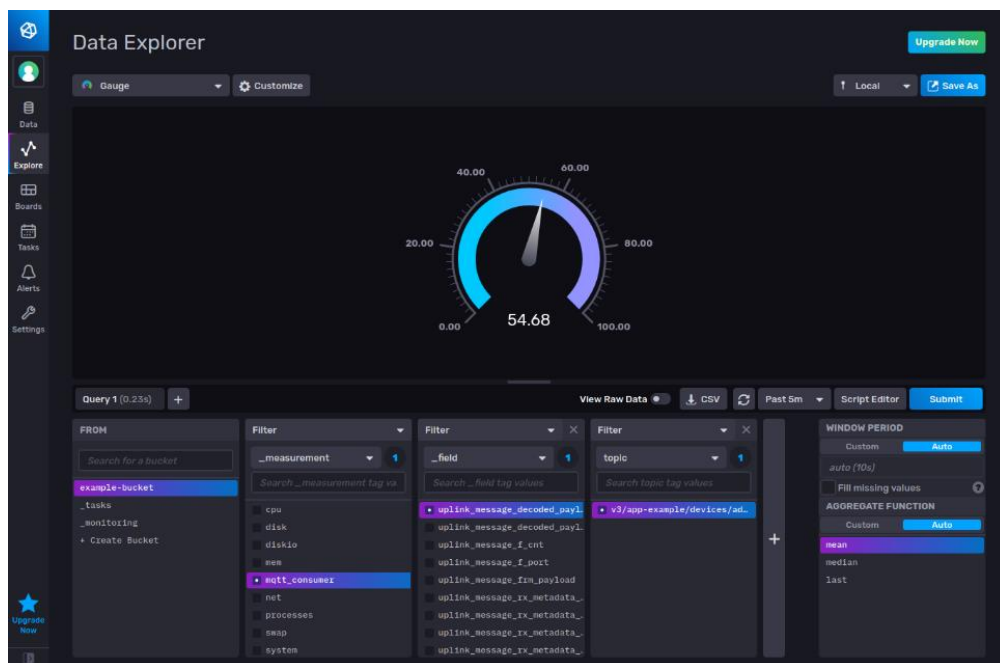 Data Explorer
Upgrade Now
Gauge
Customize
Local
Save As
Data
Explore
Boards
Tasks
Alerts
Settings
Upgrade Now
40.00
60.00
20.00
80.00
0.00
54.68
100.00
Query 1 (0.23s)
+
View Raw Data
CSV
Past 5m
Script Editor
Submit
FROM
Search for a bucket
example-bucket
_tasks
_monitoring
+ Create Bucket
Filter
_measurement
1
Search _measurement tag va
cpu
disk
diskio
mem
mqtt_consumer
net
processes
swap
system
Filter
_field
1
Search _field tag values
uplink_message_decoded_payl…
uplink_message_decoded_payl…
uplink_message_f_cnt
uplink_message_f_port
uplink_message_frm_payload
uplink_message_rx_metadata_…
uplink_message_rx_metadata_…
uplink_message_rx_metadata_…
Filter
topic
1
Search topic tag values
v3/app-example/devices/ad…
+
WINDOW PERIOD
Custom
Auto
auto (10s)
Fill missing values
?
AGGREGATE FUNCTION
Custom
Auto
mean
median
last